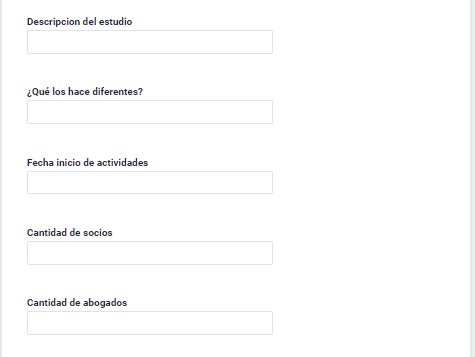 Descripcion del estudio
¿Qué los hace diferentes?
Fecha inicio de actividades
Cantidad de socios
Cantidad de abogados